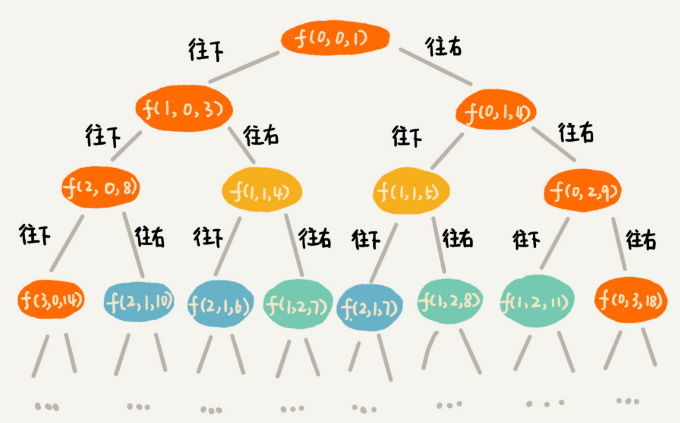 f(0,0,1)
往下 往右
f(1,0,3) f(0,1,4)
往下 往右 往下 往右
f(2,0,8) f(1,1,4) f(1,1,5) f(0,2,9)
往下 往右 往下 往右 往下 往右 往下 往右
f(3,0,14) f(2,1,10) f(2,1,6) f(1,2,7) f(2,1,7) f(1,2,8) f(1,2,11) f(0,3,18)
... ... ... ... ... ... ... ...